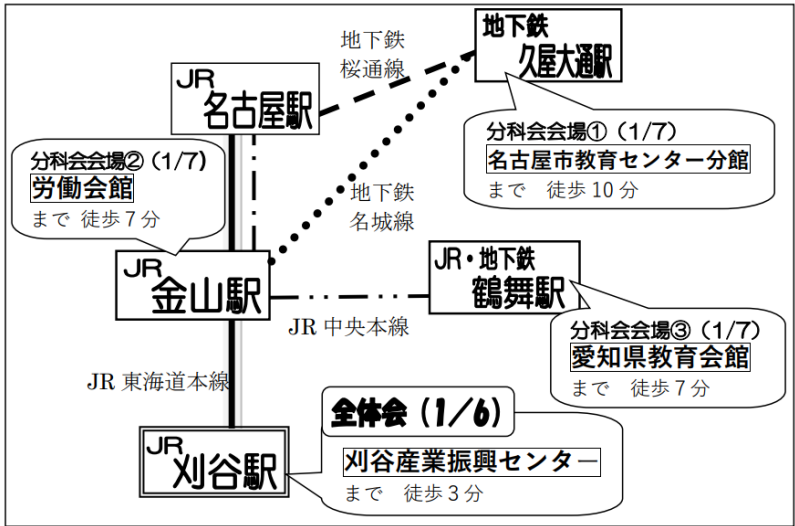 地下鉄
久屋大通駅
地下鉄
桜通線
JR
名古屋駅
分科会会場①（1/7）
名古屋市教育センター分館
まで　徒歩 10 分
分科会会場②（1/7）
労働会館
まで 徒歩７分
地下鉄
名城線
JR
金山駅
JR・地下鉄
鶴舞駅
JR 中央本線
分科会会場③（1/7）
愛知県教育会館
まで　徒歩７分
JR 東海道本線
全体会（1／6）
JR
刈谷駅
刈谷産業振興センター
まで　徒歩３分